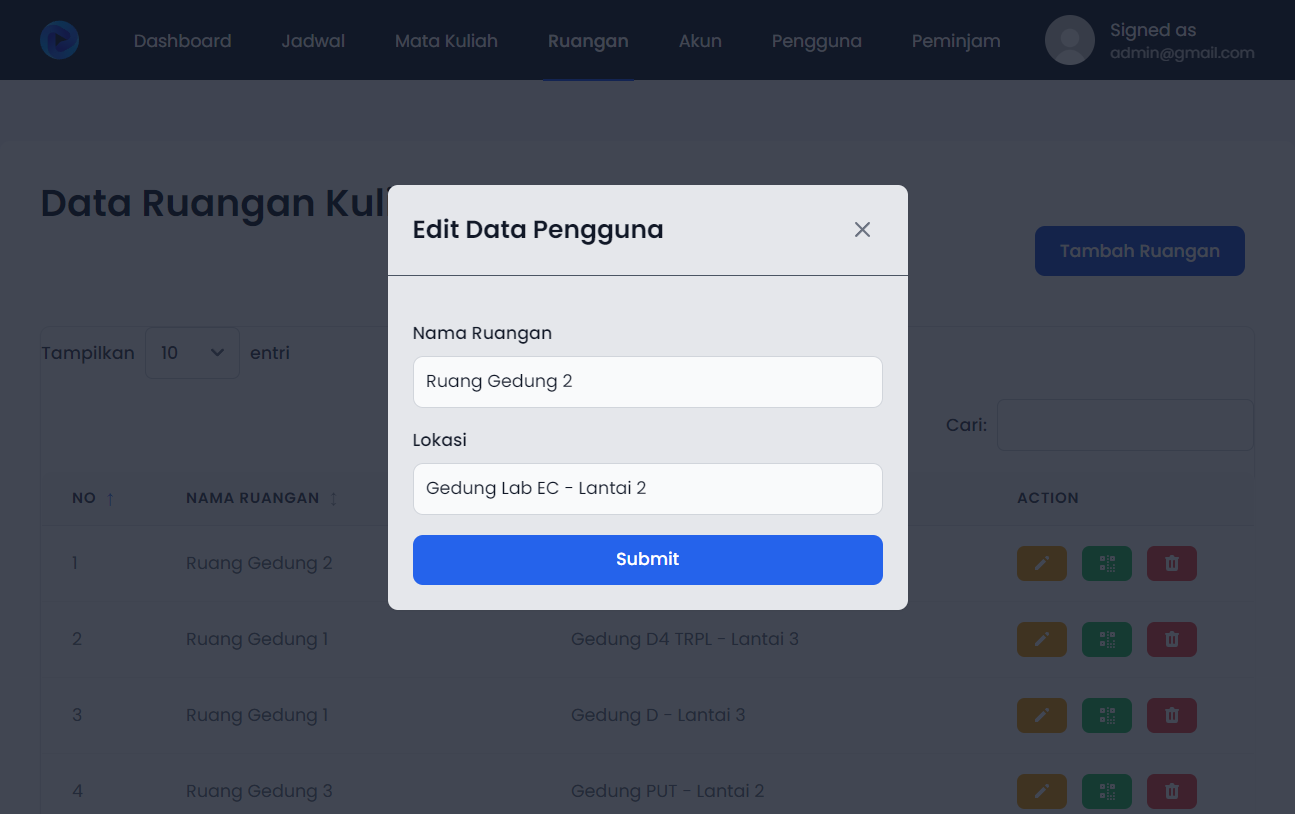 Dashboard Jadwal Mata Kuliah Ruangan Akun Pengguna Peminjam Signed as
admin@gmail.com
Data Ruangan Kuli
Tambah Ruangan
Edit Data Pengguna
Nama Ruangan
Ruang Gedung 2
Lokasi
Gedung Lab EC - Lantai 2
Submit
Tampilkan 10 entri
Cari:
NO NAMA RUANGAN ACTION
1 Ruang Gedung 2
2 Ruang Gedung 1 Gedung D4 TRPL - Lantai 3
3 Ruang Gedung 1 Gedung D - Lantai 3
4 Ruang Gedung 3 Gedung PUT - Lantai 2